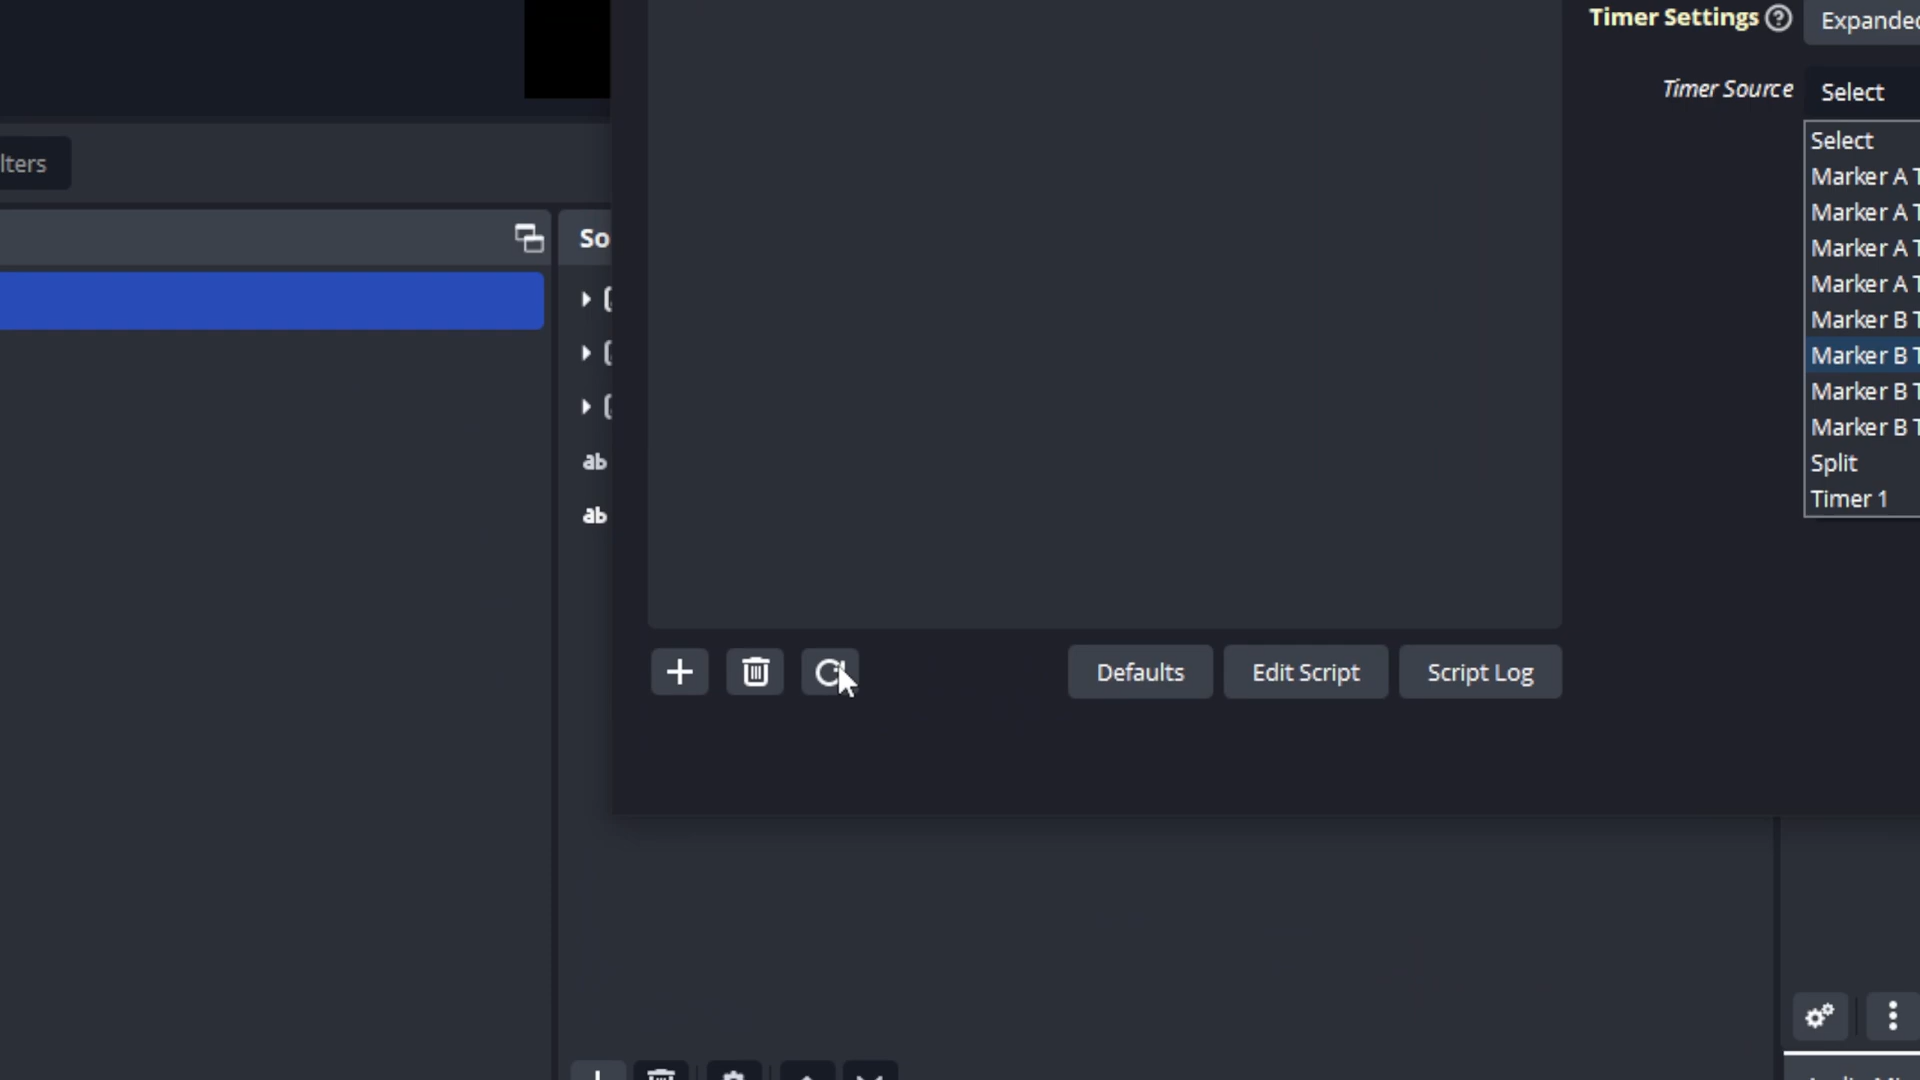 Timer Settings
Expanded
Timer Source
Select
Select
Marker A T
Marker A T
Marker A T
Marker A T
Marker B T
Marker B T
Marker B T
Marker B T
Split
Timer 1
lters
So
ab
ab
Defaults
Edit Script
Script Log